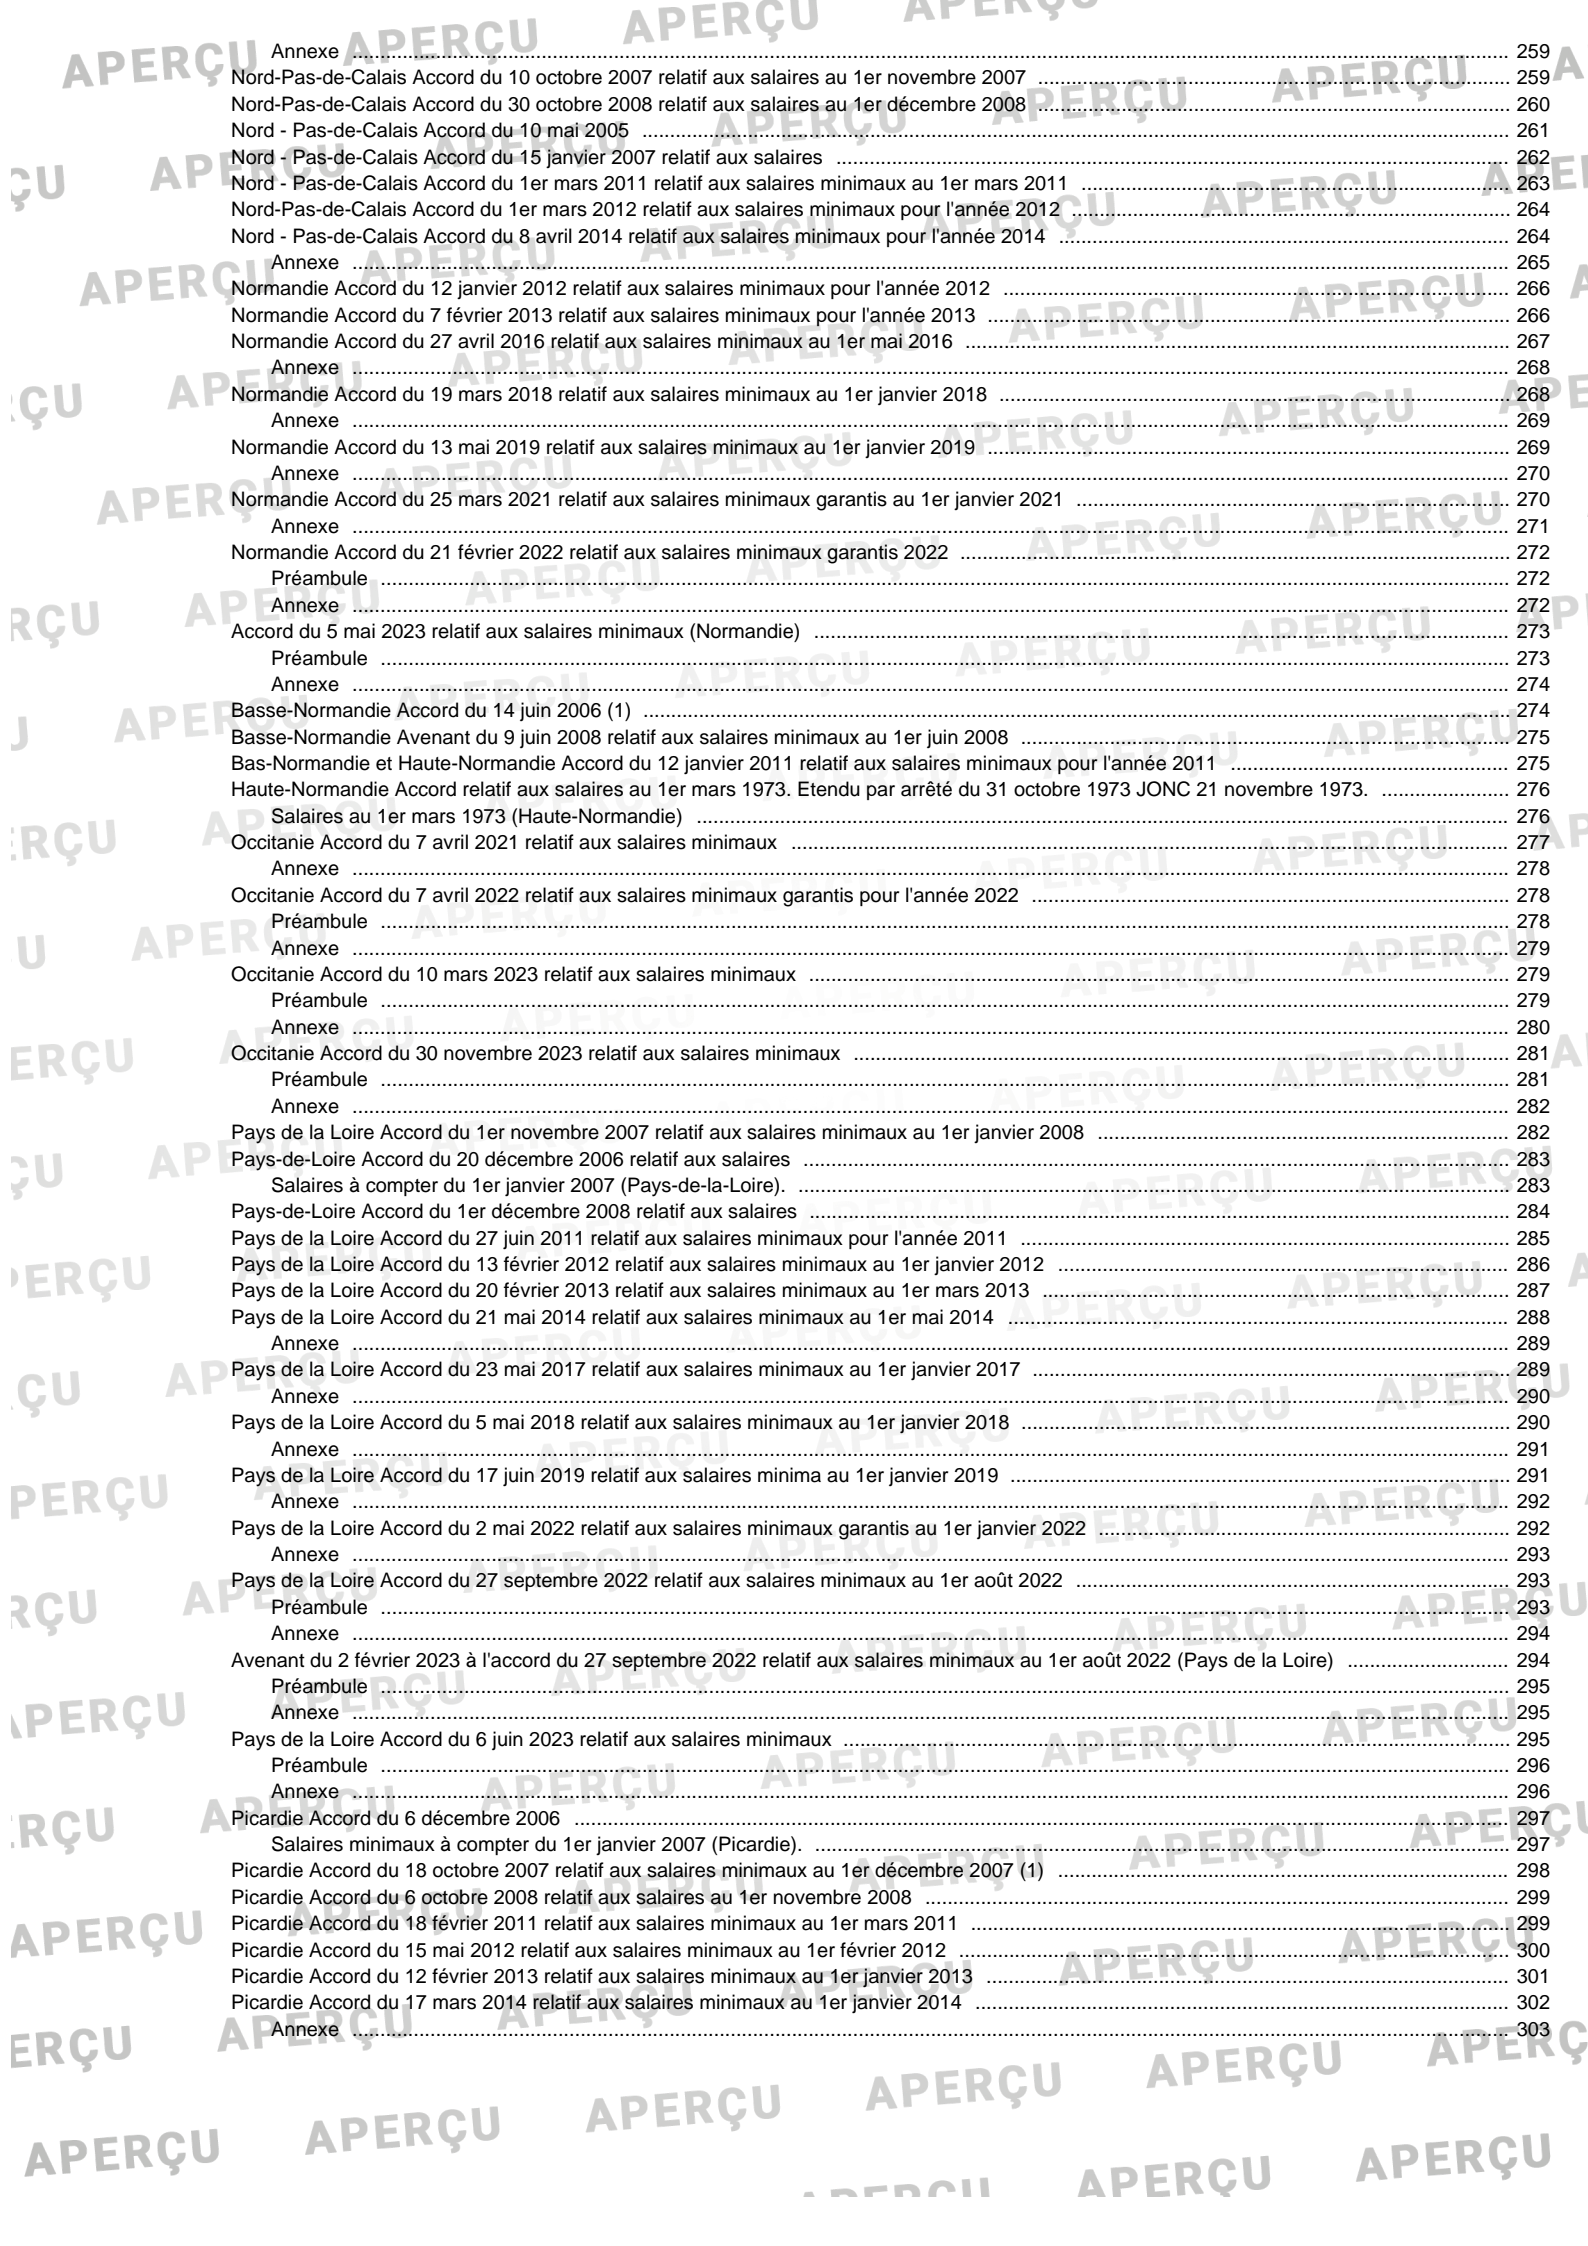 Annexe ........ 259
Nord-Pas-de-Calais Accord du 10 octobre 2007 relatif aux salaires au 1er novembre 2007 ........ 259
Nord-Pas-de-Calais Accord du 30 octobre 2008 relatif aux salaires au 1er décembre 2008 ........ 260
Nord - Pas-de-Calais Accord du 10 mai 2005 ........ 261
Nord - Pas-de-Calais Accord du 15 janvier 2007 relatif aux salaires ........ 262
Nord - Pas-de-Calais Accord du 1er mars 2011 relatif aux salaires minimaux au 1er mars 2011 ........ 263
Nord-Pas-de-Calais Accord du 1er mars 2012 relatif aux salaires minimaux pour l'année 2012 ........ 264
Nord - Pas-de-Calais Accord du 8 avril 2014 relatif aux salaires minimaux pour l'année 2014 ........ 264
Annexe ........ 265
Normandie Accord du 12 janvier 2012 relatif aux salaires minimaux pour l'année 2012 ........ 266
Normandie Accord du 7 février 2013 relatif aux salaires minimaux pour l'année 2013 ........ 266
Normandie Accord du 27 avril 2016 relatif aux salaires minimaux au 1er mai 2016 ........ 267
Annexe ........ 268
Normandie Accord du 19 mars 2018 relatif aux salaires minimaux au 1er janvier 2018 ........ 268
Annexe ........ 269
Normandie Accord du 13 mai 2019 relatif aux salaires minimaux au 1er janvier 2019 ........ 269
Annexe ........ 270
Normandie Accord du 25 mars 2021 relatif aux salaires minimaux garantis au 1er janvier 2021 ........ 270
Annexe ........ 271
Normandie Accord du 21 février 2022 relatif aux salaires minimaux garantis 2022 ........ 272
Préambule ........ 272
Annexe ........ 272
Accord du 5 mai 2023 relatif aux salaires minimaux (Normandie) ........ 273
Préambule ........ 273
Annexe ........ 274
Basse-Normandie Accord du 14 juin 2006 (1) ........ 274
Basse-Normandie Avenant du 9 juin 2008 relatif aux salaires minimaux au 1er juin 2008 ........ 275
Bas-Normandie et Haute-Normandie Accord du 12 janvier 2011 relatif aux salaires minimaux pour l'année 2011 ........ 275
Haute-Normandie Accord relatif aux salaires au 1er mars 1973. Etendu par arrêté du 31 octobre 1973 JONC 21 novembre 1973. ........ 276
Salaires au 1er mars 1973 (Haute-Normandie) ........ 276
Occitanie Accord du 7 avril 2021 relatif aux salaires minimaux ........ 277
Annexe ........ 278
Occitanie Accord du 7 avril 2022 relatif aux salaires minimaux garantis pour l'année 2022 ........ 278
Préambule ........ 278
Annexe ........ 279
Occitanie Accord du 10 mars 2023 relatif aux salaires minimaux ........ 279
Préambule ........ 279
Annexe ........ 280
Occitanie Accord du 30 novembre 2023 relatif aux salaires minimaux ........ 281
Préambule ........ 281
Annexe ........ 282
Pays de la Loire Accord du 1er novembre 2007 relatif aux salaires minimaux au 1er janvier 2008 ........ 282
Pays-de-Loire Accord du 20 décembre 2006 relatif aux salaires ........ 283
Salaires à compter du 1er janvier 2007 (Pays-de-la-Loire). ........ 283
Pays-de-Loire Accord du 1er décembre 2008 relatif aux salaires ........ 284
Pays de la Loire Accord du 27 juin 2011 relatif aux salaires minimaux pour l'année 2011 ........ 285
Pays de la Loire Accord du 13 février 2012 relatif aux salaires minimaux au 1er janvier 2012 ........ 286
Pays de la Loire Accord du 20 février 2013 relatif aux salaires minimaux au 1er mars 2013 ........ 287
Pays de la Loire Accord du 21 mai 2014 relatif aux salaires minimaux au 1er mai 2014 ........ 288
Annexe ........ 289
Pays de la Loire Accord du 23 mai 2017 relatif aux salaires minimaux au 1er janvier 2017 ........ 289
Annexe ........ 290
Pays de la Loire Accord du 5 mai 2018 relatif aux salaires minimaux au 1er janvier 2018 ........ 290
Annexe ........ 291
Pays de la Loire Accord du 17 juin 2019 relatif aux salaires minima au 1er janvier 2019 ........ 291
Annexe ........ 292
Pays de la Loire Accord du 2 mai 2022 relatif aux salaires minimaux garantis au 1er janvier 2022 ........ 292
Annexe ........ 293
Pays de la Loire Accord du 27 septembre 2022 relatif aux salaires minimaux au 1er août 2022 ........ 293
Préambule ........ 293
Annexe ........ 294
Avenant du 2 février 2023 à l'accord du 27 septembre 2022 relatif aux salaires minimaux au 1er août 2022 (Pays de la Loire) ........ 294
Préambule ........ 295
Annexe ........ 295
Pays de la Loire Accord du 6 juin 2023 relatif aux salaires minimaux ........ 295
Préambule ........ 296
Annexe ........ 296
Picardie Accord du 6 décembre 2006 ........ 297
Salaires minimaux à compter du 1er janvier 2007 (Picardie). ........ 297
Picardie Accord du 18 octobre 2007 relatif aux salaires minimaux au 1er décembre 2007 (1) ........ 298
Picardie Accord du 6 octobre 2008 relatif aux salaires au 1er novembre 2008 ........ 299
Picardie Accord du 18 février 2011 relatif aux salaires minimaux au 1er mars 2011 ........ 299
Picardie Accord du 15 mai 2012 relatif aux salaires minimaux au 1er février 2012 ........ 300
Picardie Accord du 12 février 2013 relatif aux salaires minimaux au 1er janvier 2013 ........ 301
Picardie Accord du 17 mars 2014 relatif aux salaires minimaux au 1er janvier 2014 ........ 302
Annexe ........ 303
APERÇU